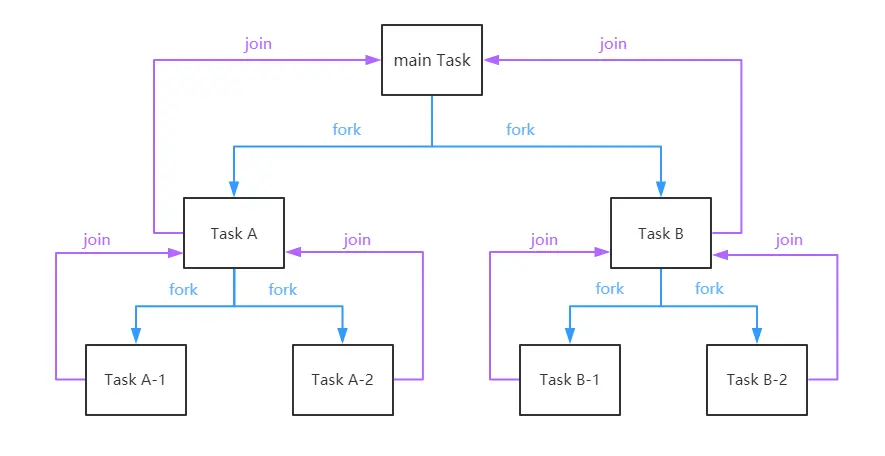 join
join
main Task
fork
fork
Task A
Task B
join
join
join
join
fork
fork
fork
fork
Task A-1
Task A-2
Task B-1
Task B-2